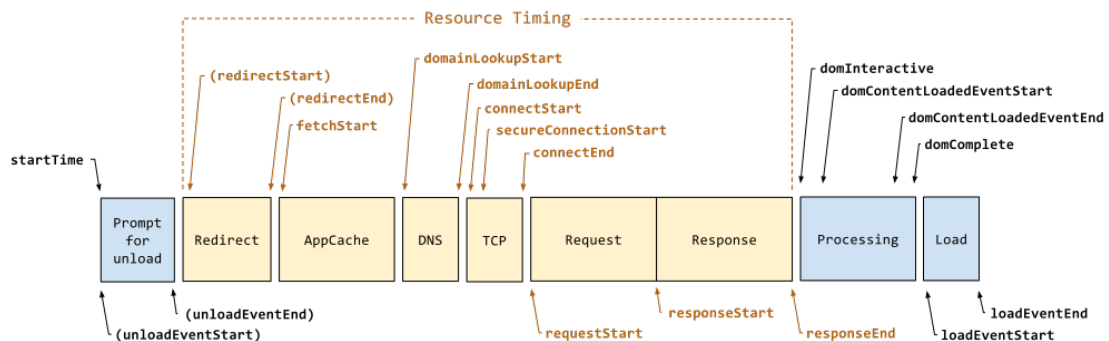 Resource Timing
domainLookupStart
(redirectStart)
domainLookupEnd
domInteractive
(redirectEnd)
connectStart
domContentLoadedEventStart
fetchStart
secureConnectionStart
domContentLoadedEventEnd
connectEnd
domComplete
startTime
Prompt
for
unload
Redirect
AppCache
DNS
TCP
Request
Response
Processing
Load
(unloadEventEnd)
responseStart
loadEventEnd
(unloadEventStart)
requestStart
responseEnd
loadEventStart